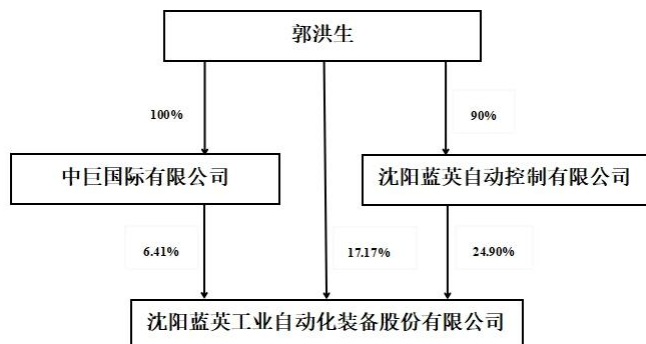 郭洪生
100%
90%
中巨国际有限公司
沈阳蓝英自动控制有限公司
6.41%
17.17%
24.90%
沈阳蓝英工业自动化装备股份有限公司